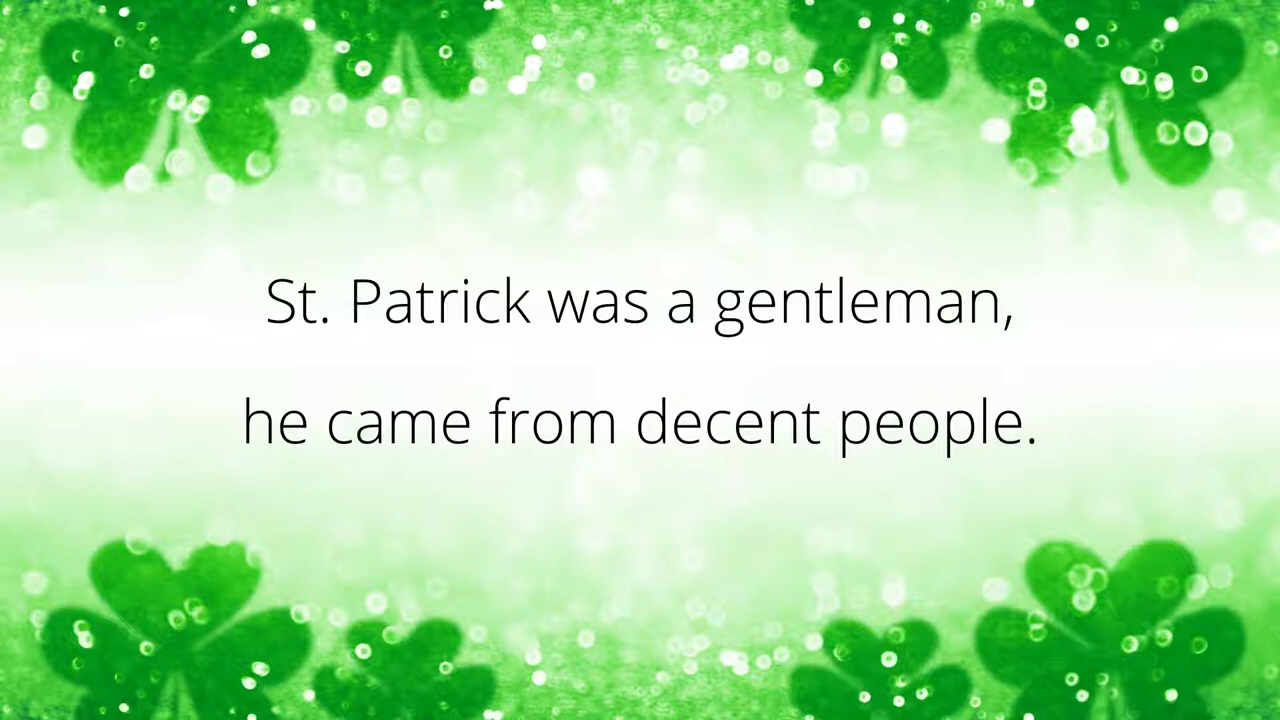 St. Patrick was a gentleman,
he came from decent people.